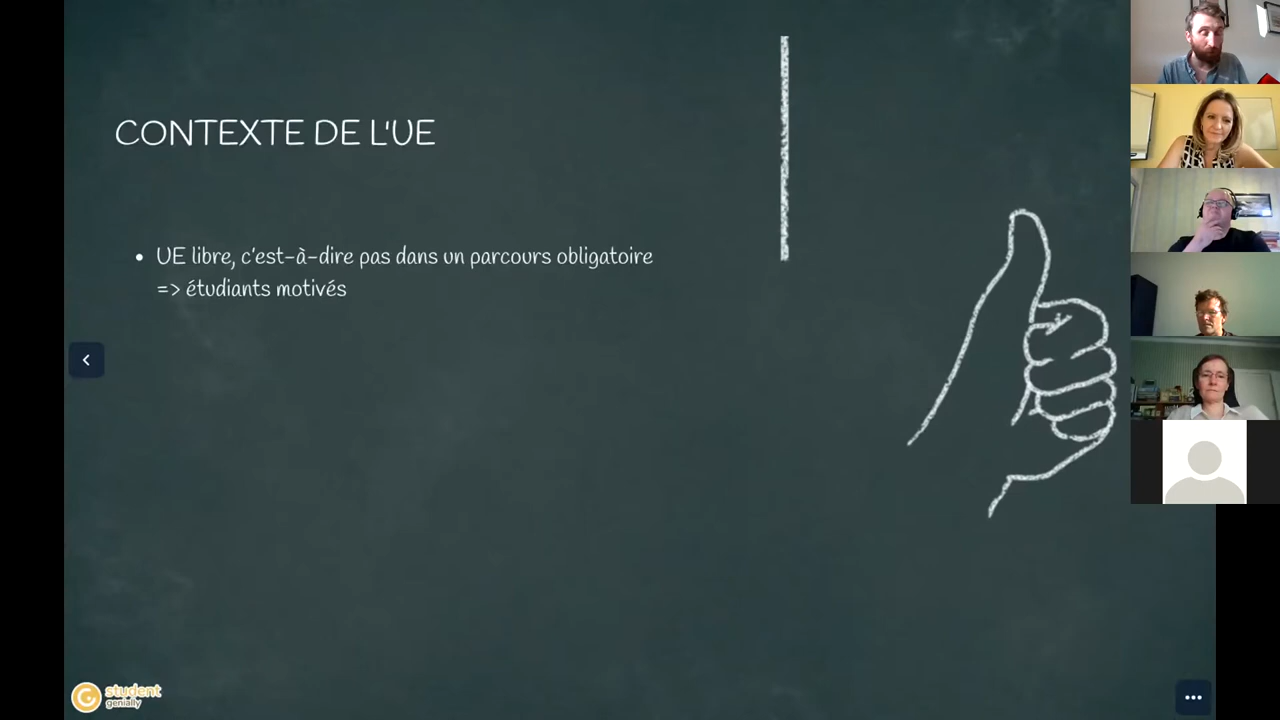 CONTEXTE DE L'UE
• UE libre, c'est-à-dire pas dans un parcours obligatoire
=> étudiants motivés
student
genially